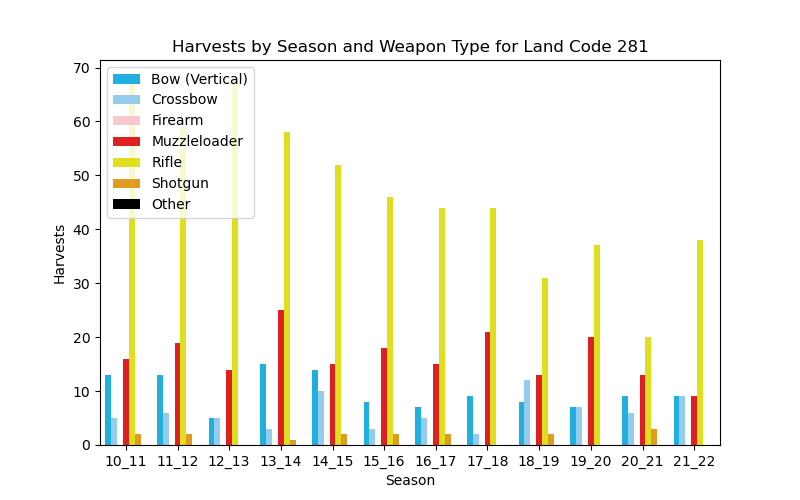 Harvests by Season and Weapon Type for Land Code 281
70
60
50
40
30
20
10
0
Harvests
Bow (Vertical)
Crossbow
Firearm
Muzzleloader
Rifle
Shotgun
Other
10_11 11_12 12_13 13_14 14_15 15_16 16_17 17_18 18_19 19_20 20_21 21_22
Season